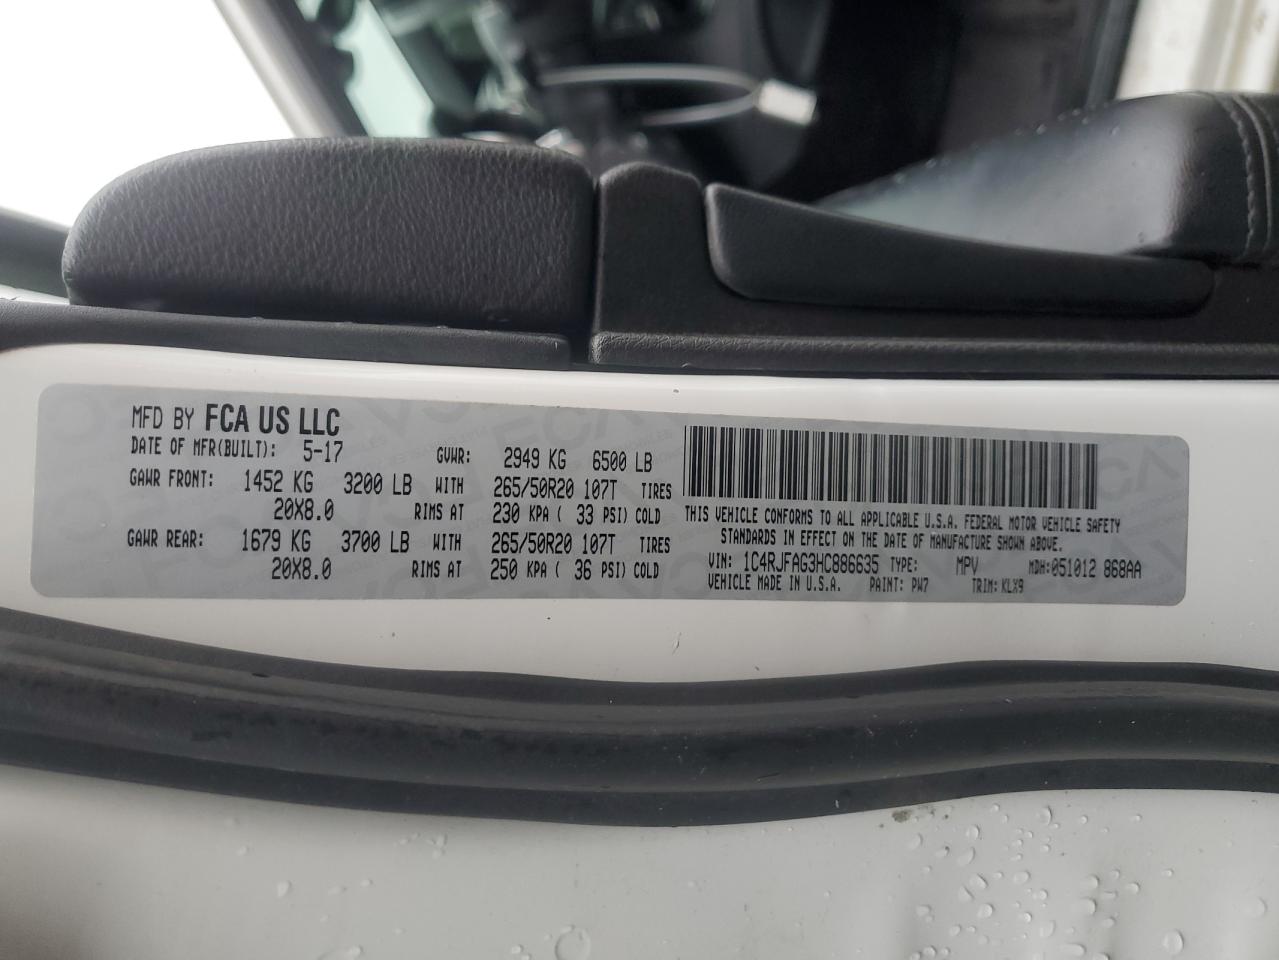 MFD BY FCA US LLC
DATE OF MFR(BUILT): 5-17 GVWR: 2949 KG 6500 LB
GAWR FRONT: 1452 KG 3200 LB WITH 265/50R20 107T TIRES
20X8.0 RIMS AT 230 KPA ( 33 PSI) COLD
GAWR REAR: 1679 KG 3700 LB WITH 265/50R20 107T TIRES
20X8.0 RIMS AT 250 KPA ( 36 PSI) COLD
THIS VEHICLE CONFORMS TO ALL APPLICABLE U.S.A. FEDERAL MOTOR VEHICLE SAFETY
STANDARDS IN EFFECT ON THE DATE OF MANUFACTURE SHOWN ABOVE.
VIN: 1C4RJFAG3HC886635 TYPE: MPV MDH:051012 868AA
VEHICLE MADE IN U.S.A. PAINT: PW7 TRIM: KLX9